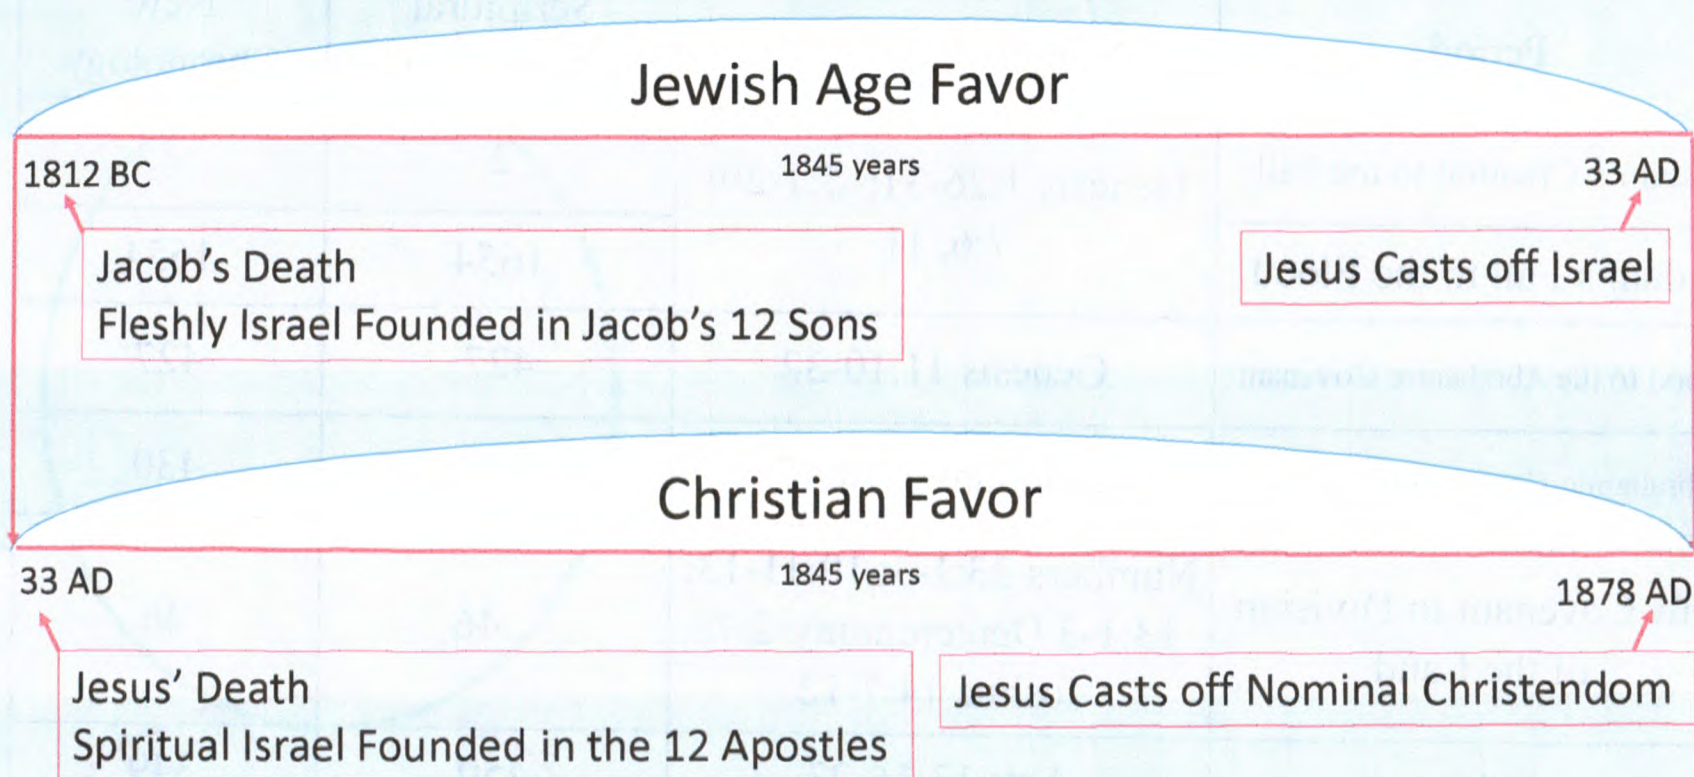 Jewish Age Favor
1812 BC
1845 years
33 AD
Jacob's Death
Fleshly Israel Founded in Jacob's 12 Sons
Jesus Casts off Israel
Christian Favor
33 AD
1845 years
1878 AD
Jesus' Death
Spiritual Israel Founded in the 12 Apostles
Jesus Casts off Nominal Christendom